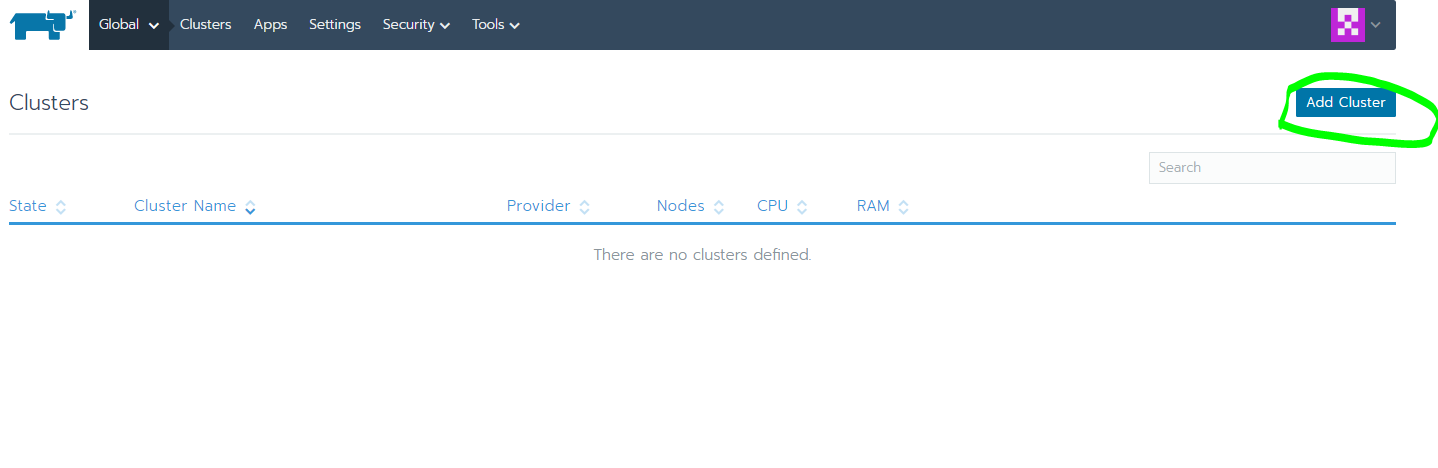 Global Clusters Apps Settings Security Tools
Clusters
Add Cluster
Search
State Cluster Name Provider Nodes CPU RAM
There are no clusters defined.